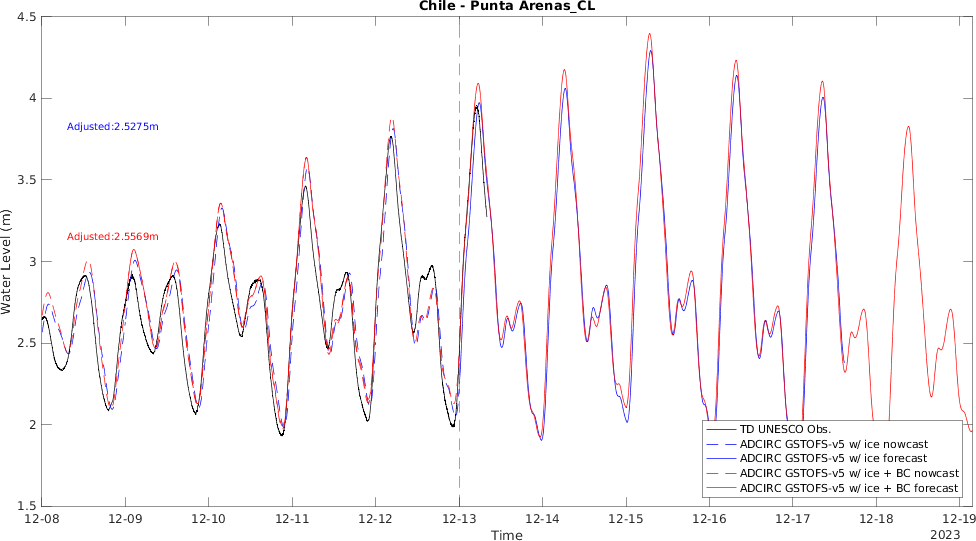 Chile - Punta Arenas_CL
4.5
4
3.5
3
2.5
2
1.5
Water Level (m)
Adjusted:2.5275m
Adjusted:2.5569m
TD UNESCO Obs.
ADCIRC GSTOFS-v5 w/ ice nowcast
ADCIRC GSTOFS-v5 w/ ice forecast
ADCIRC GSTOFS-v5 w/ ice + BC nowcast
ADCIRC GSTOFS-v5 w/ ice + BC forecast
12-08 12-09 12-10 12-11 12-12 12-13 12-14 12-15 12-16 12-17 12-18 12-19
Time
2023